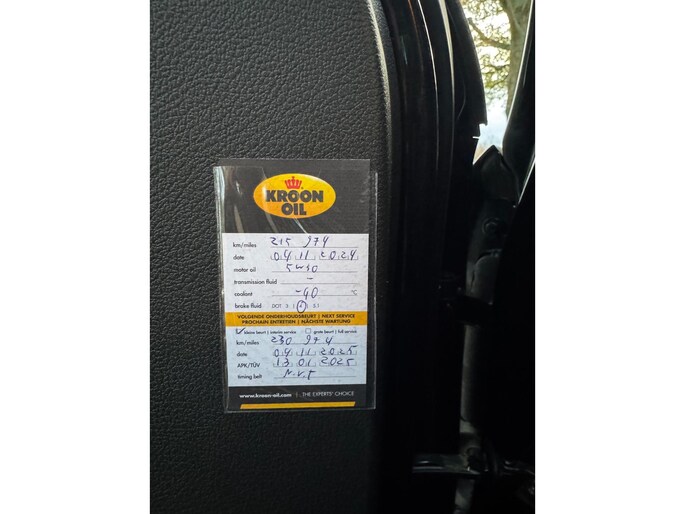 KROON
OIL
km/miles 215 974
date 04 11 2024
motor oil 5W30
transmission fluid –
coolant -40 °C
brake fluid DOT 3 | 4 | 5.1
VOLGENDE ONDERHOUDSBEURT | NEXT SERVICE
PROCHAIN ENTRETIEN | NÄCHSTE WARTUNG
kleine beurt | interim service grote beurt | full service
km/miles 230 974
date 04 11 2025
APK/TÜV 13 01 2025
timing belt N.V.T
www.kroon-oil.com | THE EXPERTS' CHOICE